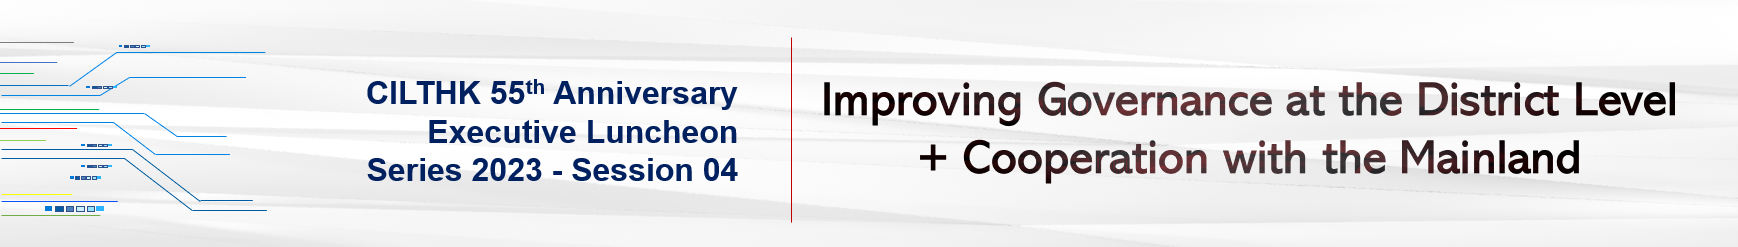 CILTHK 55th Anniversary
Executive Luncheon
Series 2023 - Session 04
Improving Governance at the District Level
+ Cooperation with the Mainland